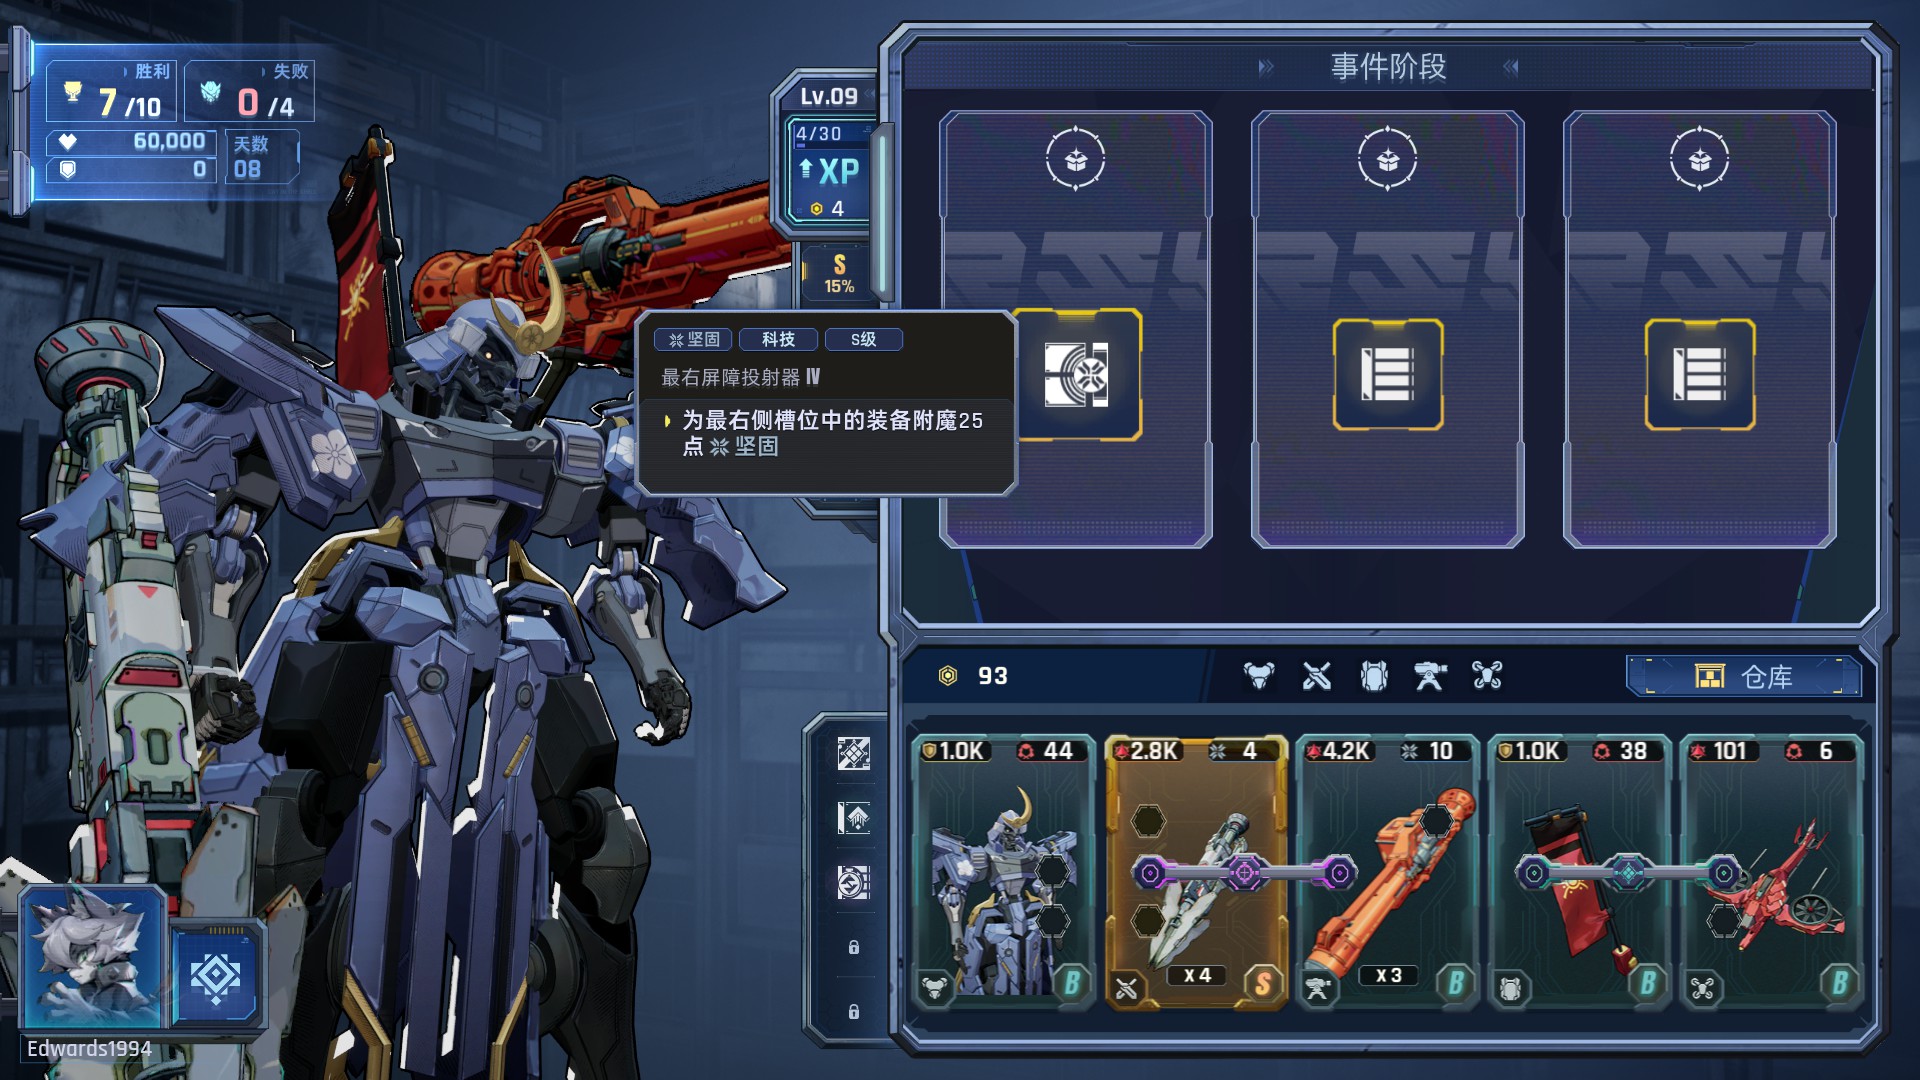 胜利
7/10
失败
0/4
60,000
0
天数
08
Lv.09
4/30
XP
4
S
15%
事件阶段
坚固
科技
S级
最右屏障投射器 IV
为最右侧槽位中的装备附魔25
点 坚固
93
仓库
1.0K
44
2.8K
4
4.2K
10
1.0K
38
101
6
x4
x3
B
S
B
B
B
Edwards1994